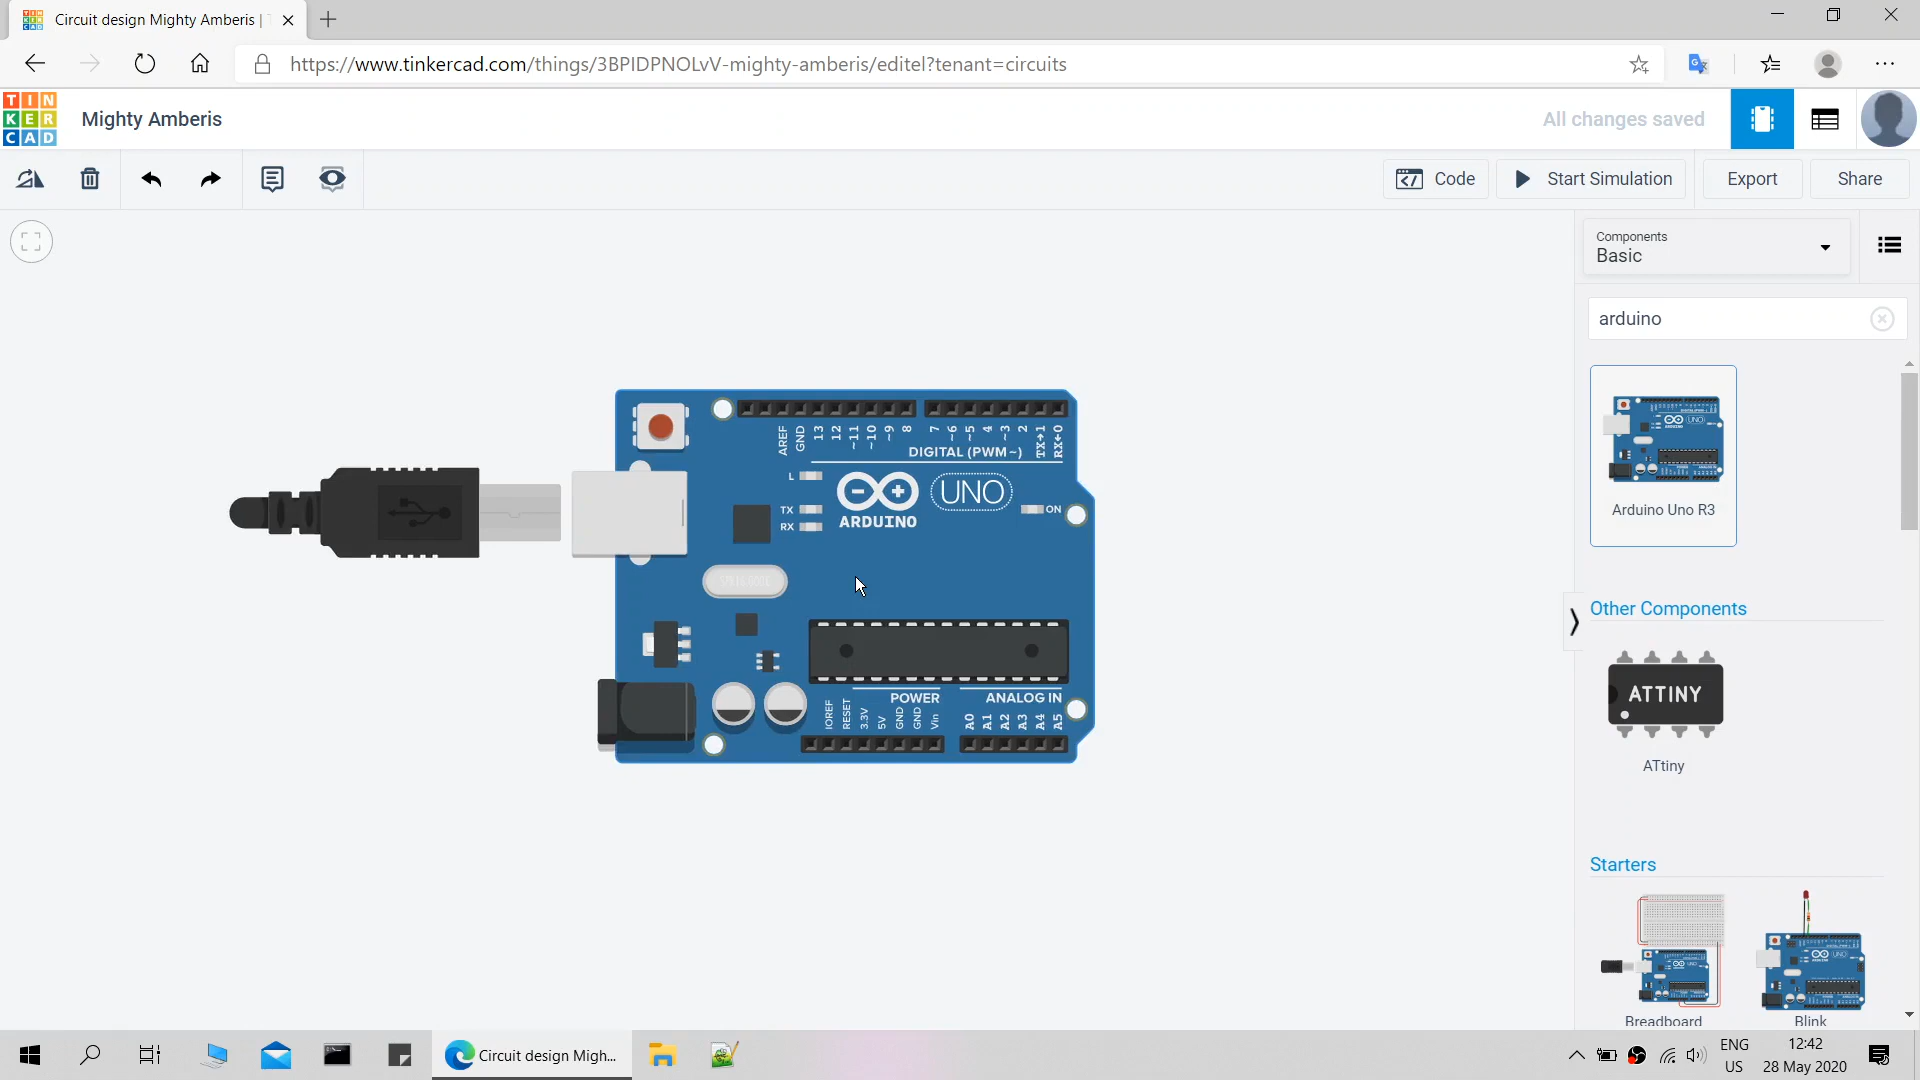 Circuit design Mighty Amberis |
https://www.tinkercad.com/things/3BPIDPNOLvV-mighty-amberis/editel?tenant=circuits
TIN
KER
CAD
Mighty Amberis
All changes saved
Code
Start Simulation
Export
Share
Components
Basic
arduino
Arduino Uno R3
AREF
GND
13
12
~11
~10
~9
8
7
~6
~5
4
~3
2
TX→1
RX←0
DIGITAL (PWM~)
L
TX
RX
ARDUINO
UNO
ON
POWER
ANALOG IN
IOREF
RESET
3.3V
5V
GND
GND
Vin
A0
A1
A2
A3
A4
A5
Other Components
ATTINY
ATtiny
Starters
Breadboard
Blink
Circuit design Migh...
ENG
US
12:42
28 May 2020